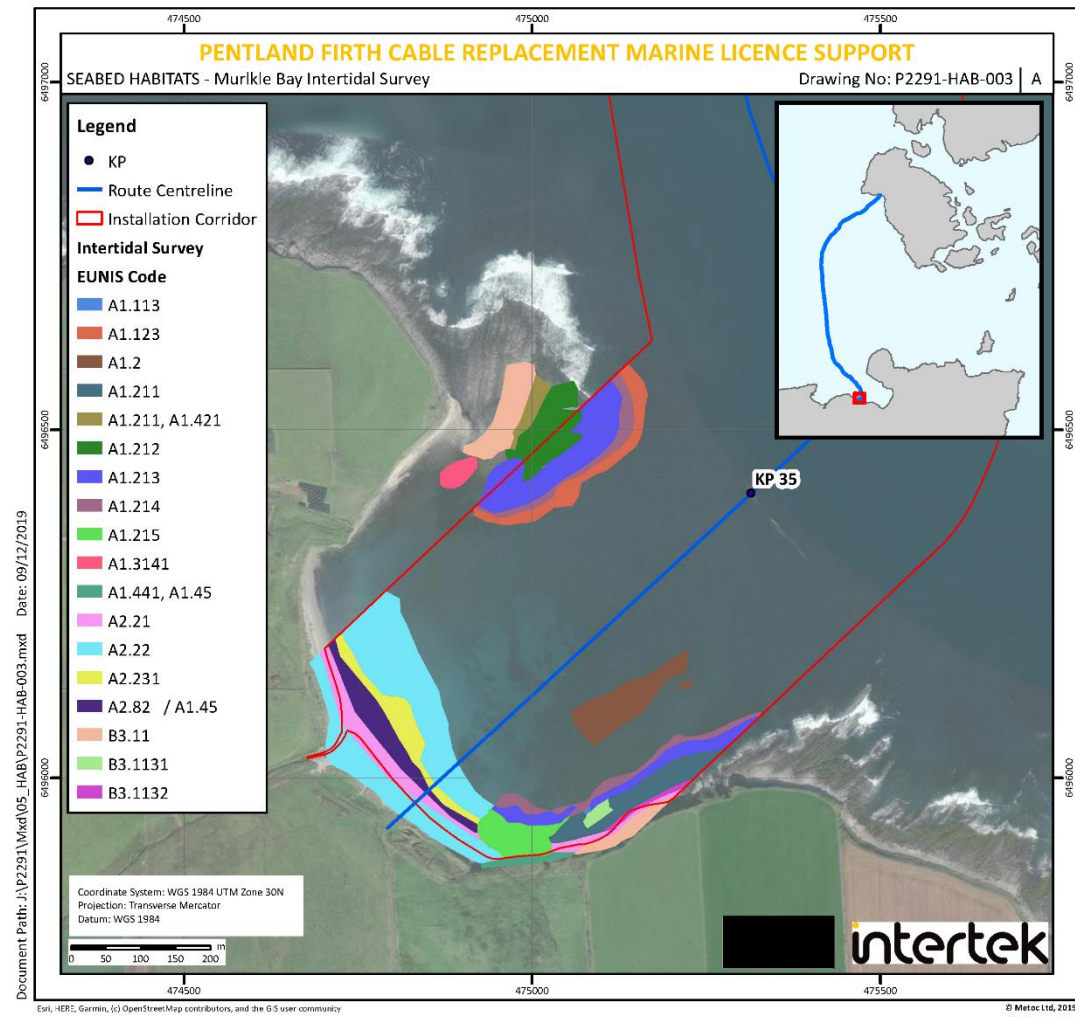 474500 475000 475500
PENTLAND FIRTH CABLE REPLACEMENT MARINE LICENCE SUPPORT
SEABED HABITATS - Murlkle Bay Intertidal Survey
Drawing No: P2291-HAB-003 | A
6497000 6497000
Legend
KP
Route Centreline
Installation Corridor
Intertidal Survey
EUNIS Code
A1.113
A1.123
A1.2
A1.211
A1.211, A1.421
A1.212
A1.213
A1.214
A1.215
A1.3141
A1.441, A1.45
A2.21
A2.22
A2.231
A2.82 / A1.45
B3.11
B3.1131
B3.1132
6496500 6496500
KP 35
6496000 6496000
Coordinate System: WGS 1984 UTM Zone 30N
Projection: Transverse Mercator
Datum: WGS 1984
m
0 50 100 150 200
intertek
474500 475000 475500
Document Path: J:\P2291\Mxd\05_HAB\P2291-HAB-003.mxd Date: 09/12/2019
Esri, HERE, Garmin, (c) OpenStreetMap contributors, and the GIS user community
© Metoc Ltd, 2019